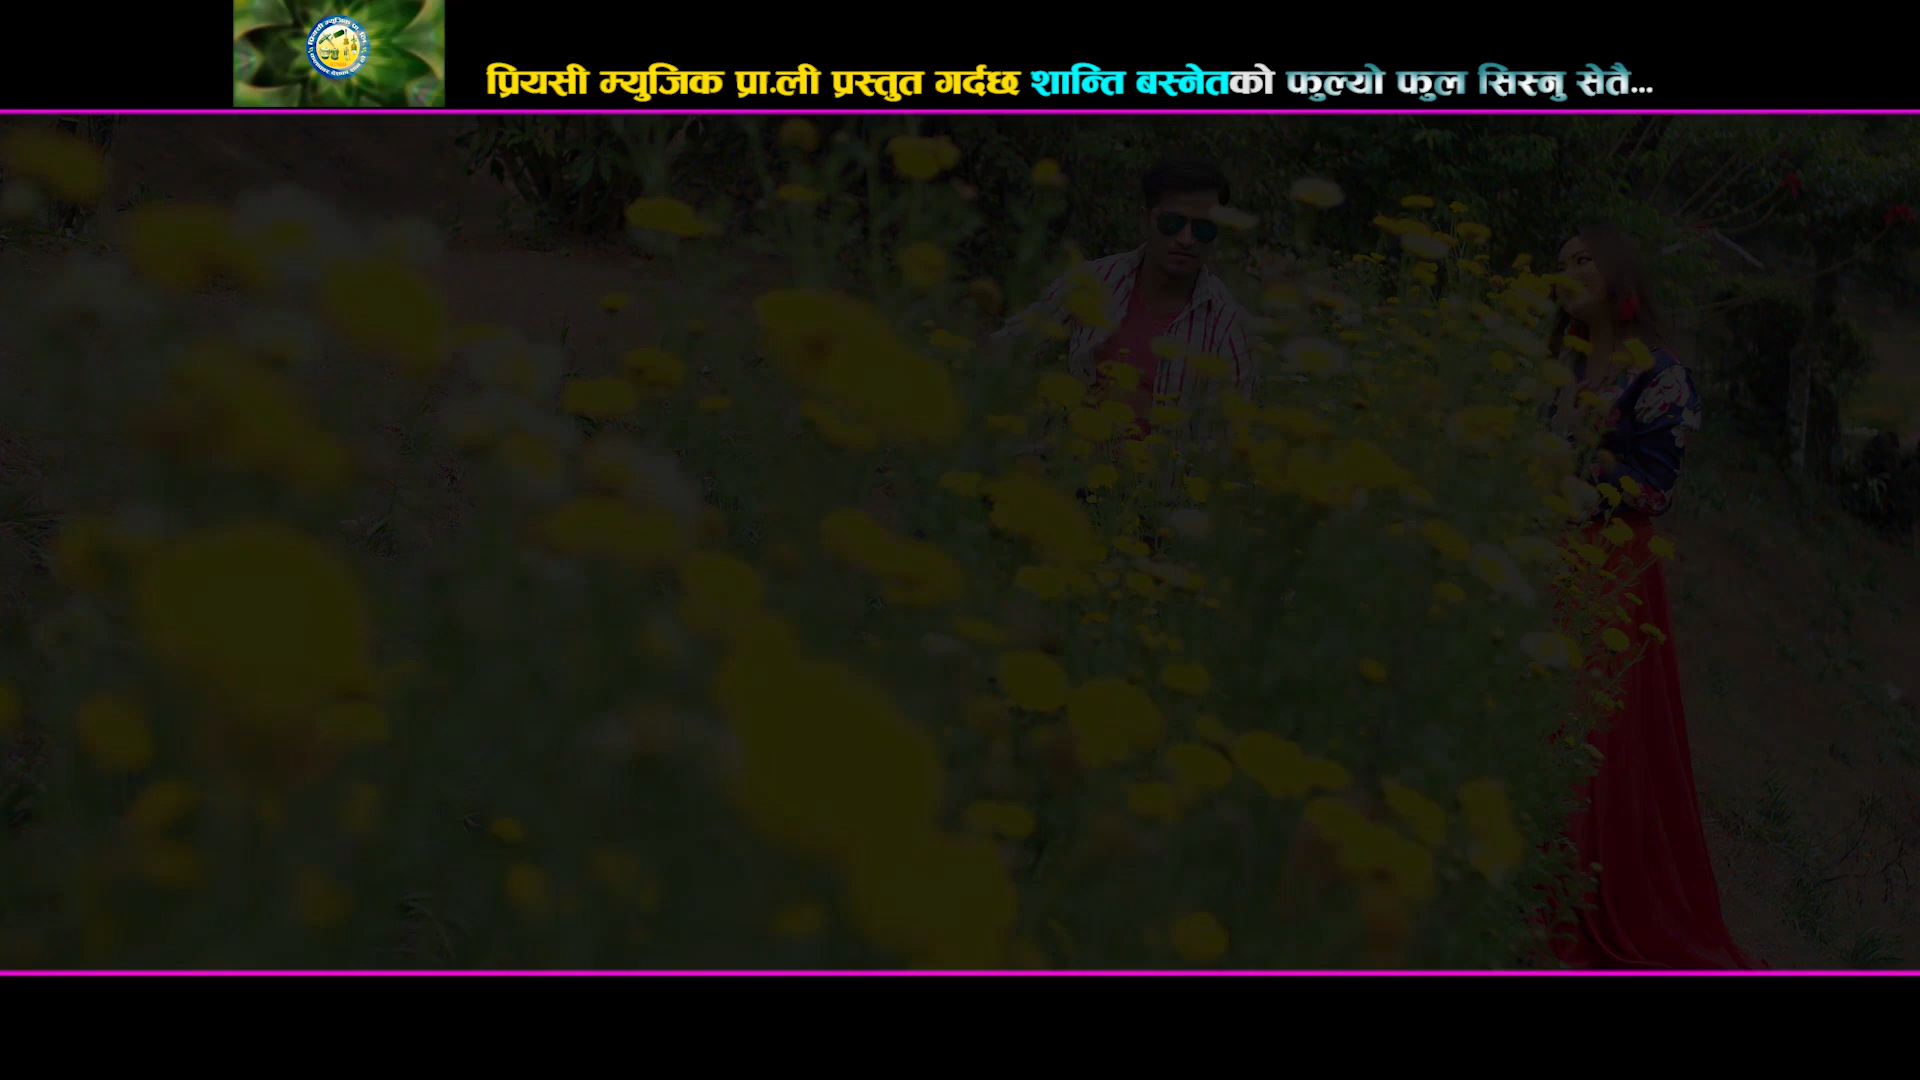 प्रियसी म्युजिक प्रा.ली प्रस्तुत गर्दछ शान्ति बस्नेतको फुल्यो फुल सिस्नु सेतै...